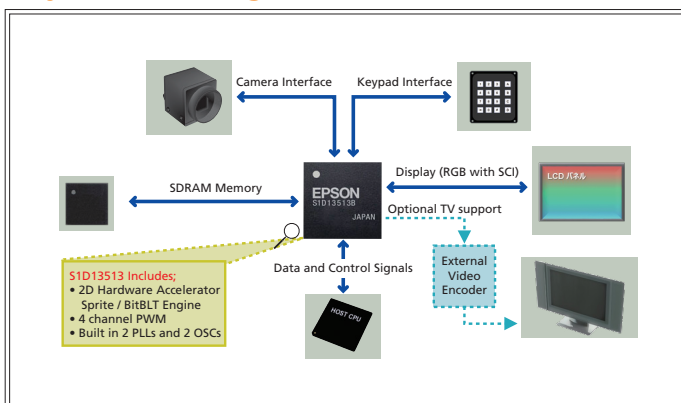 Camera Interface
Keypad Interface
SDRAM Memory
EPSON
S1D13513B
JAPAN
Display (RGB with SCI)
LCD パネル
Optional TV support
S1D13513 Includes;
• 2D Hardware Accelerator
Sprite / BitBLT Engine
• 4 channel PWM
• Built in 2 PLLs and 2 OSCs
Data and Control Signals
HOST CPU
External
Video
Encoder